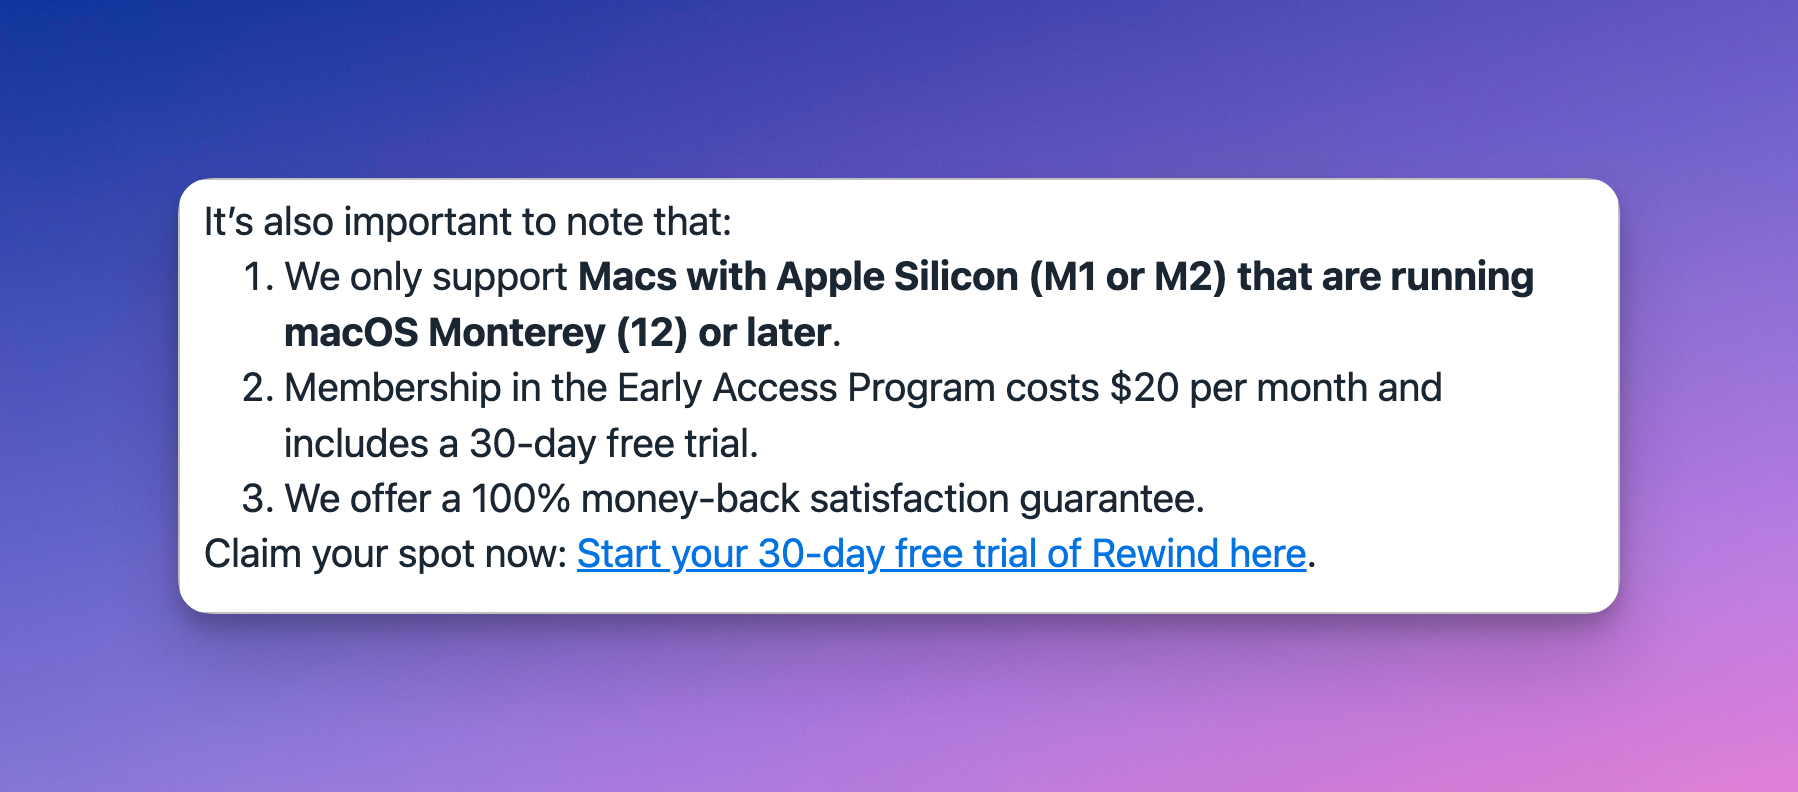 It’s also important to note that:
1. We only support Macs with Apple Silicon (M1 or M2) that are running
macOS Monterey (12) or later.
2. Membership in the Early Access Program costs $20 per month and
includes a 30-day free trial.
3. We offer a 100% money-back satisfaction guarantee.
Claim your spot now: Start your 30-day free trial of Rewind here.